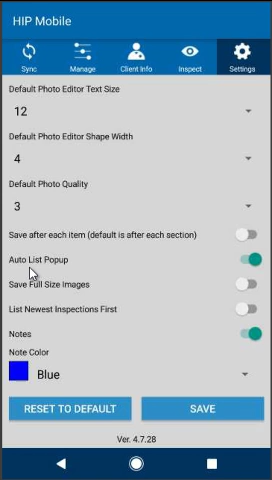 HIP Mobile
Sync Manage Client Info Inspect Settings
Default Photo Editor Text Size
12
Default Photo Editor Shape Width
4
Default Photo Quality
3
Save after each item (default is after each section)
Auto List Popup
Save Full Size Images
List Newest Inspections First
Notes
Note Color
Blue
RESET TO DEFAULT SAVE
Ver. 4.7.28